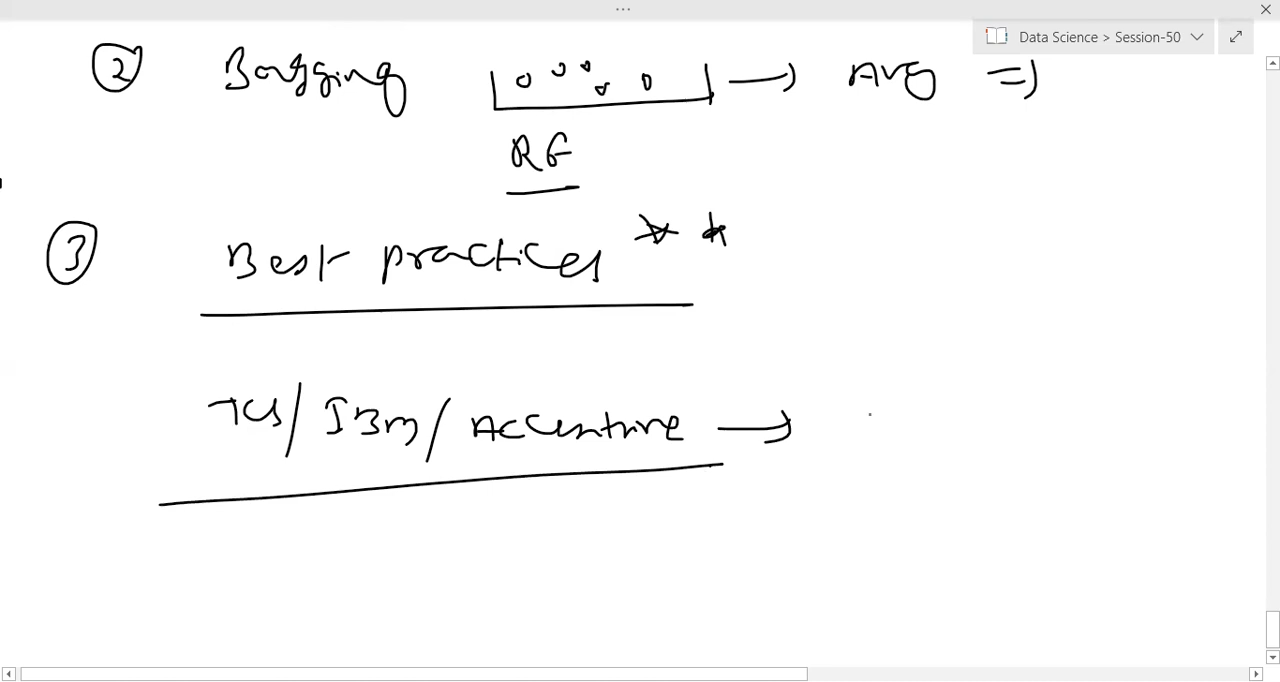 Data Science > Session-50
② Bagging → Avg ⇒
RF
③ Best practices **
TCS/IBM/Accenture →